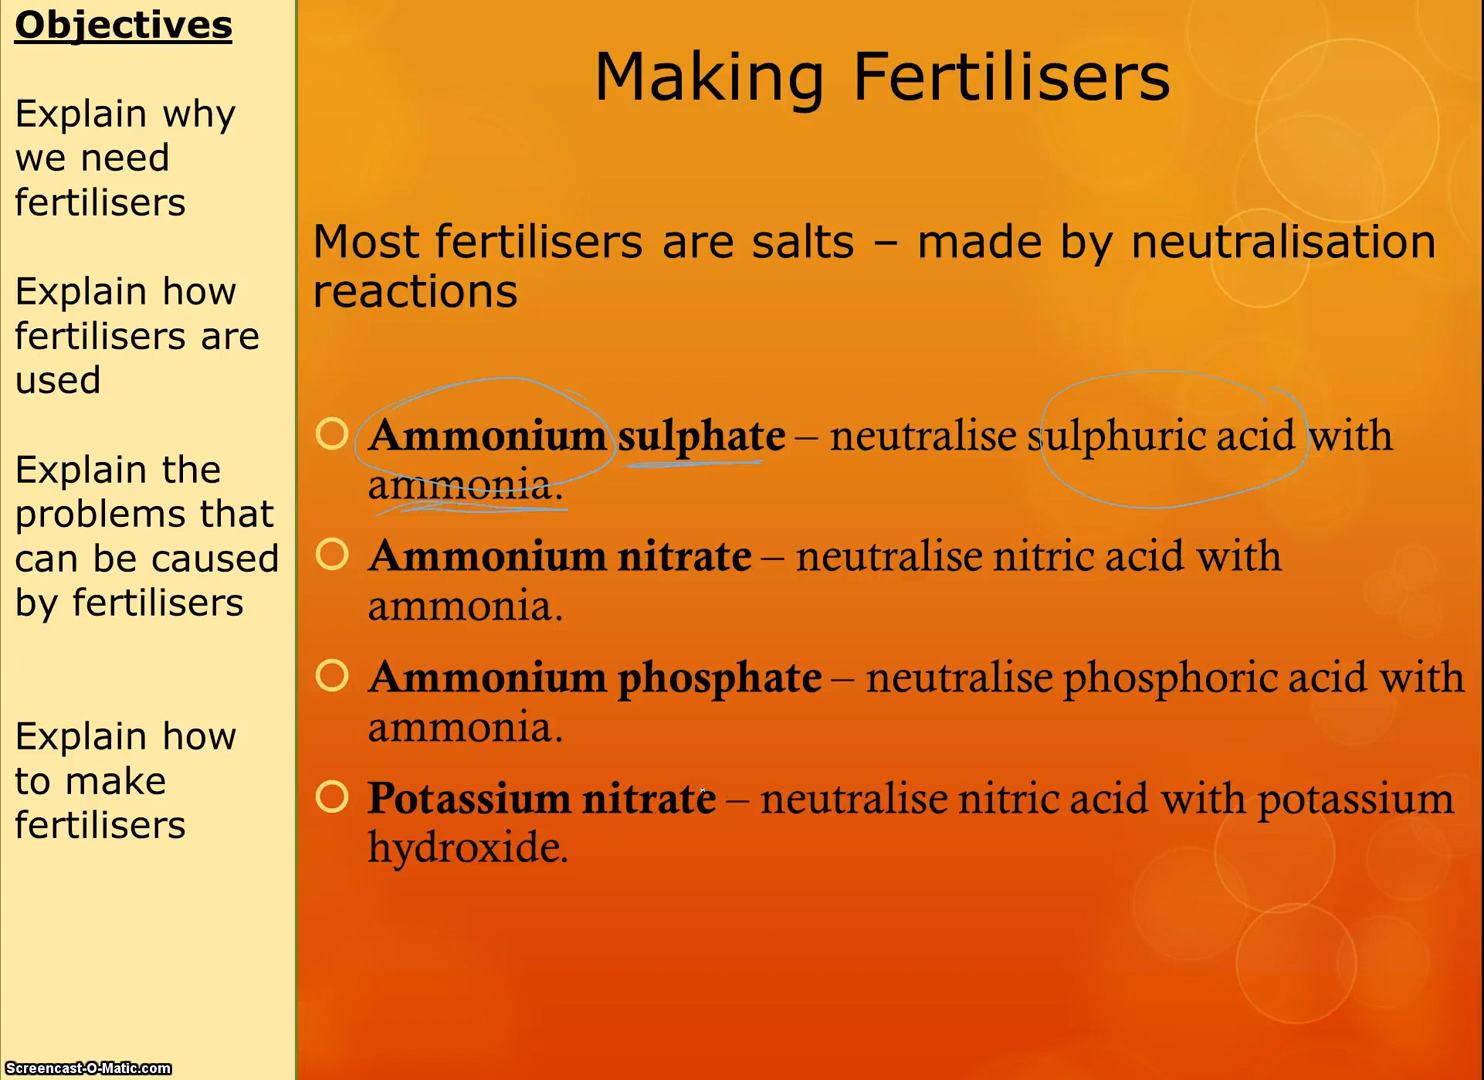 Objectives
Explain why
we need
fertilisers
Explain how
fertilisers are
used
Explain the
problems that
can be caused
by fertilisers
Explain how
to make
fertilisers
Making Fertilisers
Most fertilisers are salts – made by neutralisation
reactions
Ammonium sulphate – neutralise sulphuric acid with
ammonia.
Ammonium nitrate – neutralise nitric acid with
ammonia.
Ammonium phosphate – neutralise phosphoric acid with
ammonia.
Potassium nitrate – neutralise nitric acid with potassium
hydroxide.
Screencast-O-Matic.com